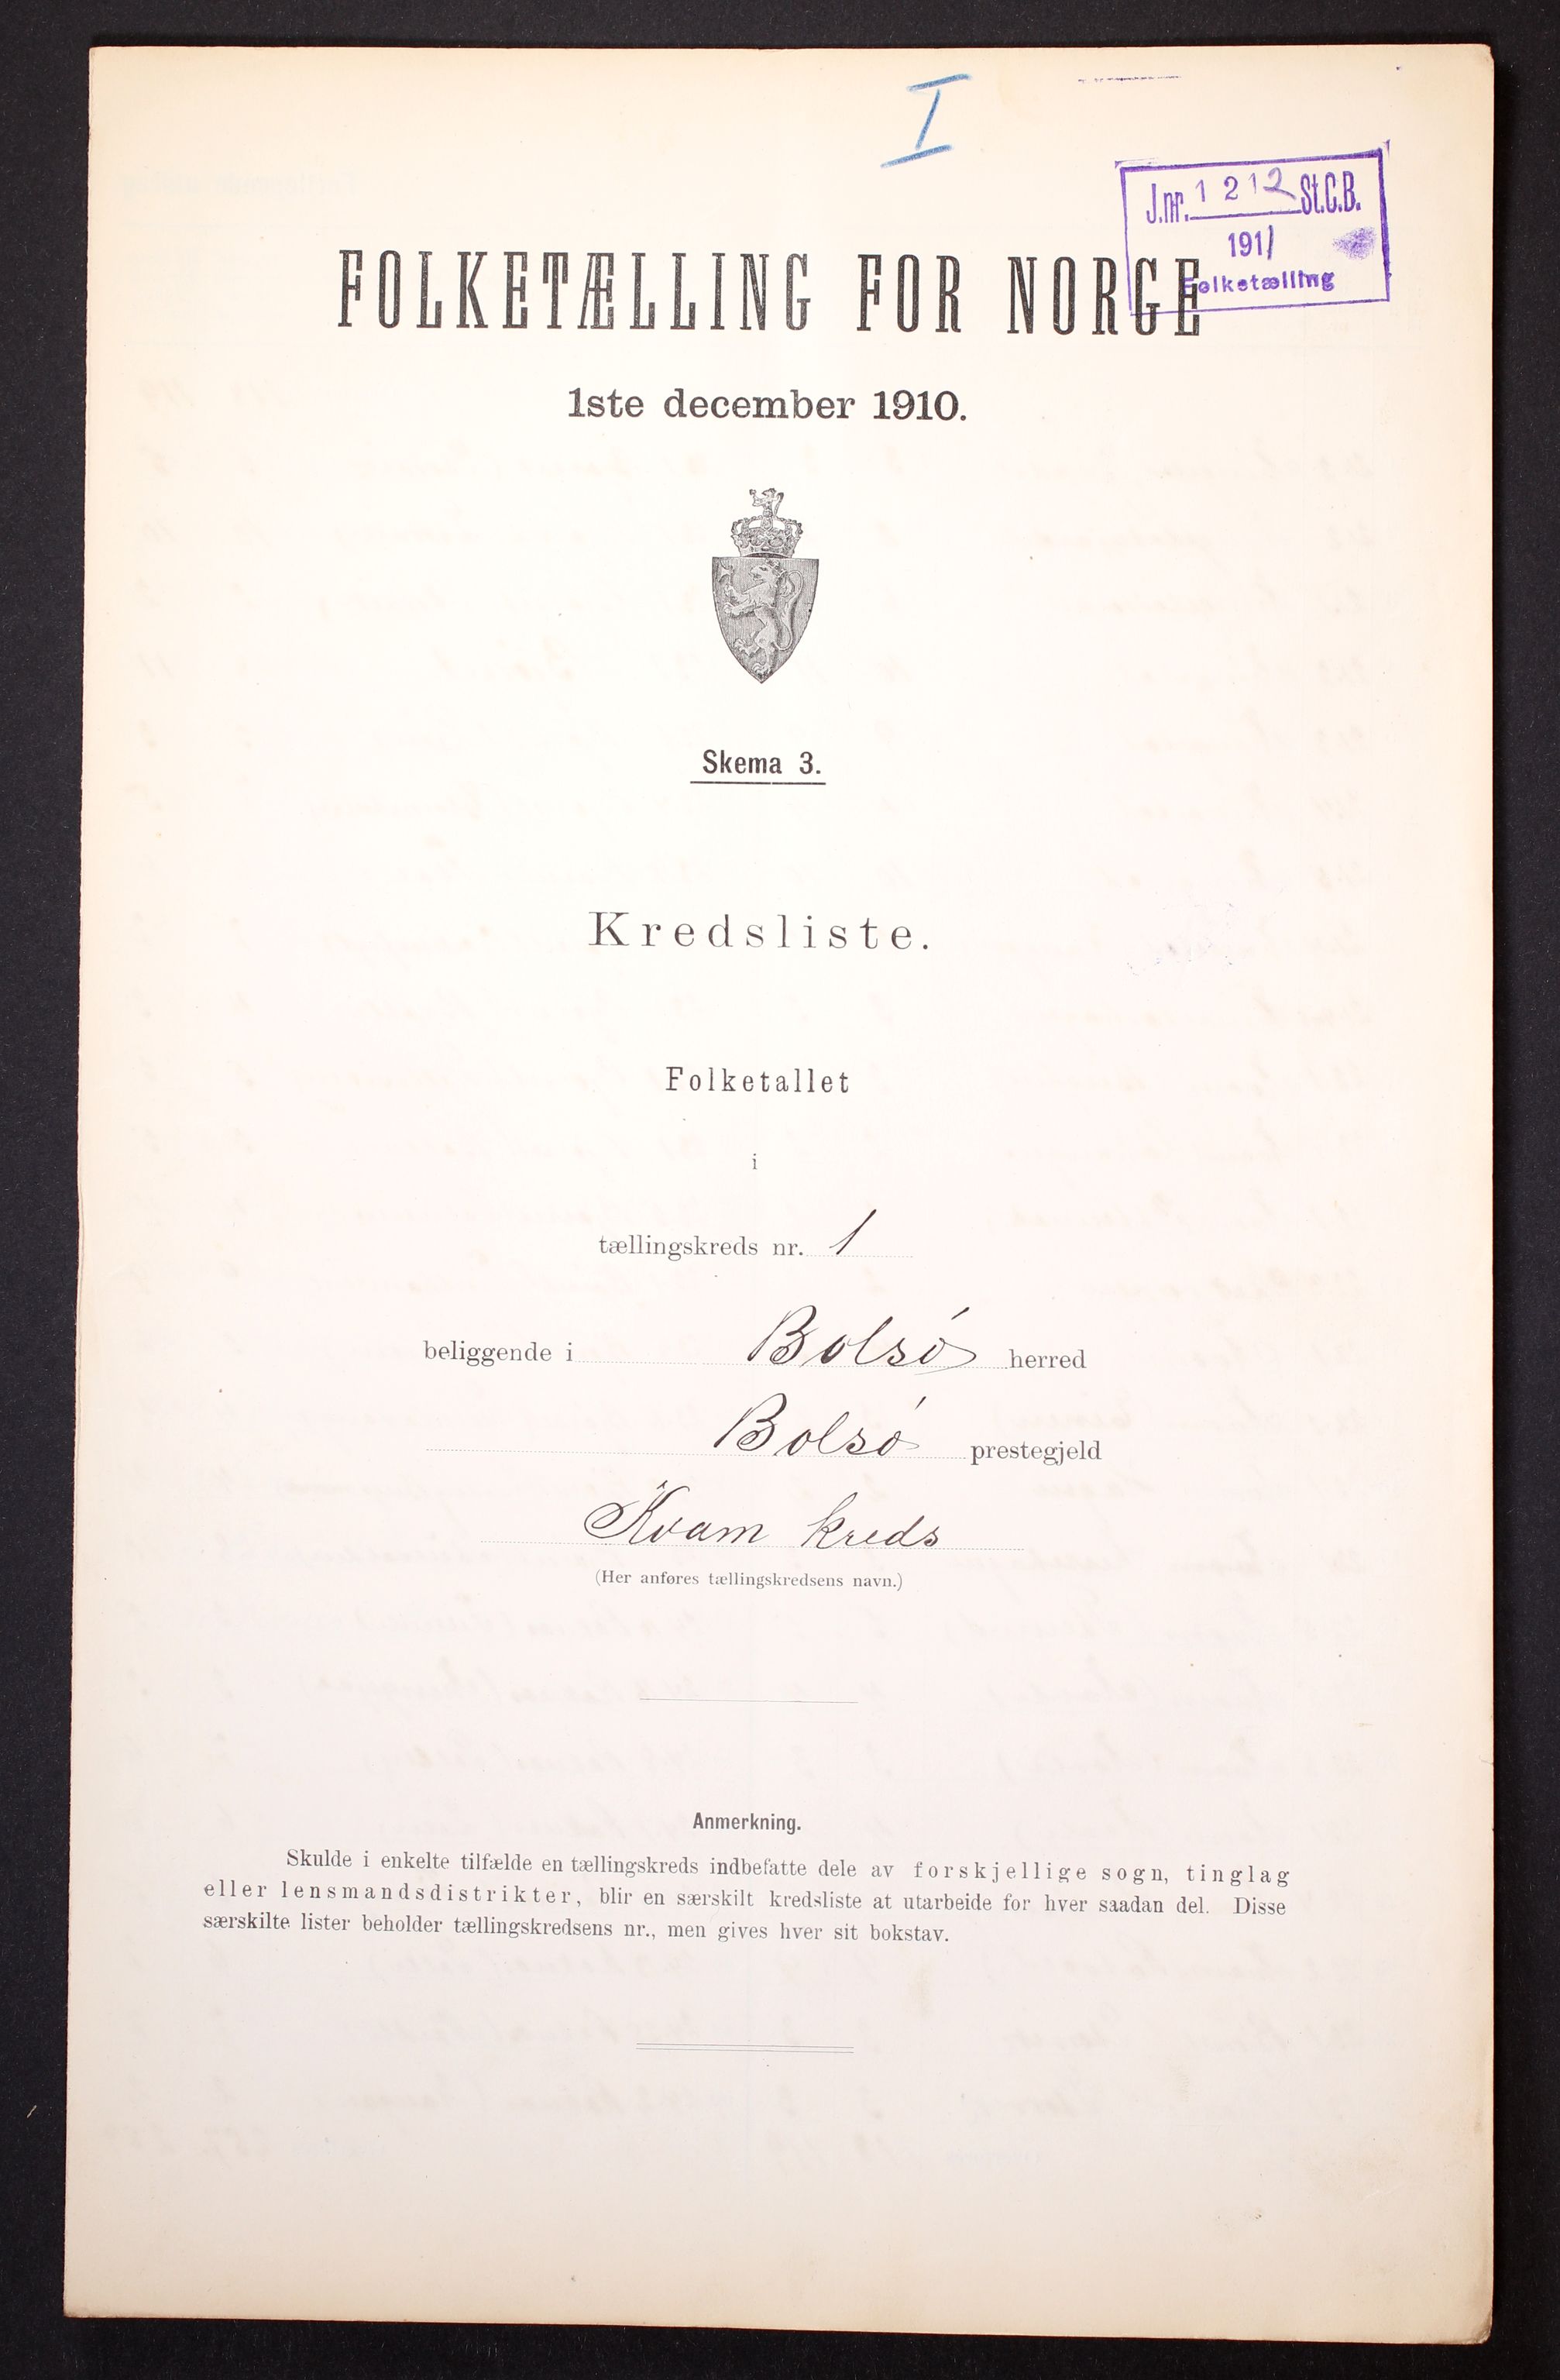 I
J.nr. 1212 St.C.B.
1911
Folketælling
FOLKETÆLLING FOR NORGE
1ste december 1910.
Skema 3.
Kredsliste.
Folketallet
i
tællingskreds nr. 1
beliggende i Bolsø herred
Bolsø prestegjeld
Kvam kreds
(Her anføres tællingskredsens navn.)
Anmerkning.
Skulde i enkelte tilfælde en tællingskreds indbefatte dele av forskjellige sogn, tinglag
eller lensmandsdistrikter, blir en særskilt kredsliste at utarbeide for hver saadan del. Disse
særskilte lister beholder tællingskredsens nr., men gives hver sit bokstav.